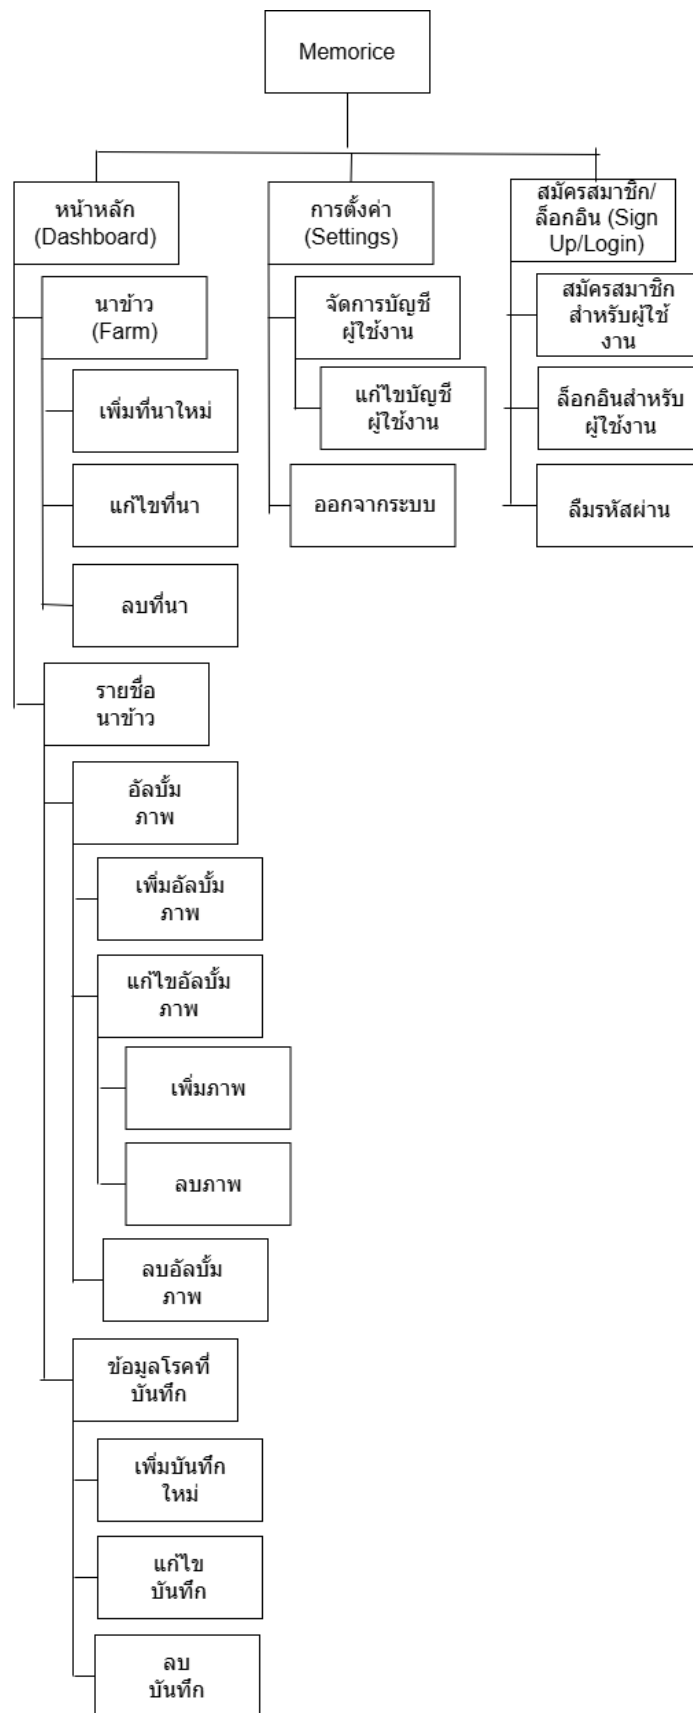 Memorice
หน้าหลัก
(Dashboard)
นาข้าว
(Farm)
เพิ่มที่นาใหม่
แก้ไขที่นา
ลบที่นา
รายชื่อ
นาข้าว
อัลบั้ม
ภาพ
เพิ่มอัลบั้ม
ภาพ
แก้ไขอัลบั้ม
ภาพ
เพิ่มภาพ
ลบภาพ
ลบอัลบั้ม
ภาพ
ข้อมูลโรคที่
บันทึก
เพิ่มบันทึก
ใหม่
แก้ไข
บันทึก
ลบ
บันทึก
การตั้งค่า
(Settings)
จัดการบัญชี
ผู้ใช้งาน
แก้ไขบัญชี
ผู้ใช้งาน
ออกจากระบบ
สมัครสมาชิก/
ล็อกอิน (Sign
Up/Login)
สมัครสมาชิก
สำหรับผู้ใช้
งาน
ล็อกอินสำหรับ
ผู้ใช้งาน
ลืมรหัสผ่าน